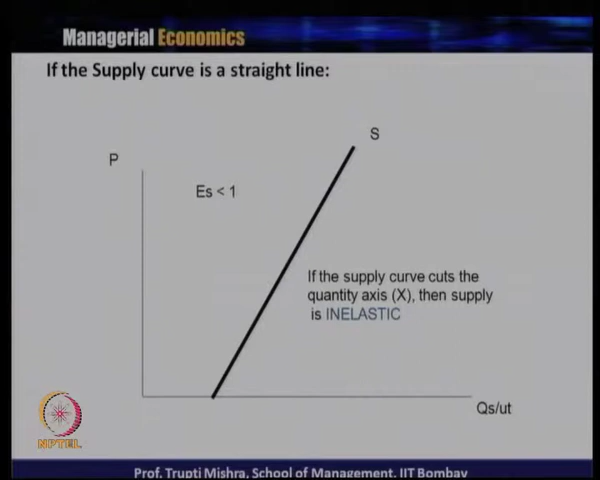 Managerial Economics
If the Supply curve is a straight line:
S
P
Es < 1
If the supply curve cuts the
quantity axis (X), then supply
is INELASTIC
Qs/ut
NPTEL
Prof. Trupti Mishra, School of Management, IIT Bombay